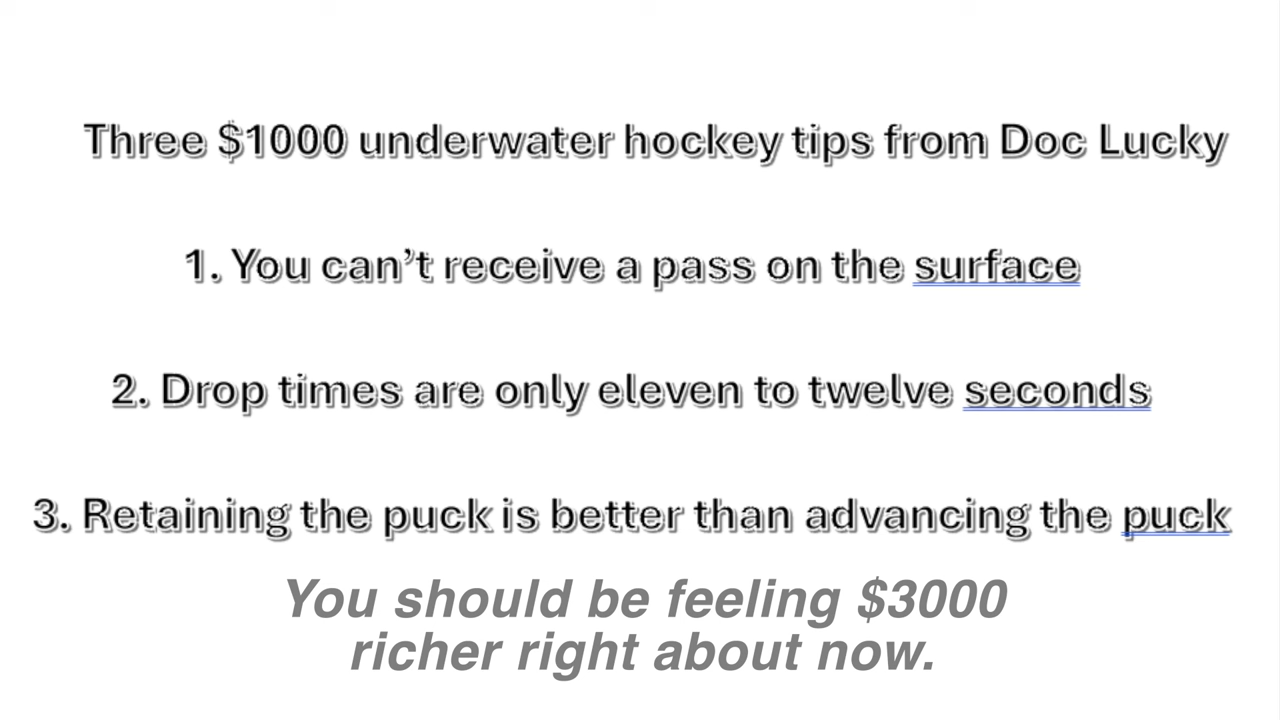 Three $1000 underwater hockey tips from Doc Lucky
1. You can’t receive a pass on the surface
2. Drop times are only eleven to twelve seconds
3. Retaining the puck is better than advancing the puck
You should be feeling $3000
richer right about now.